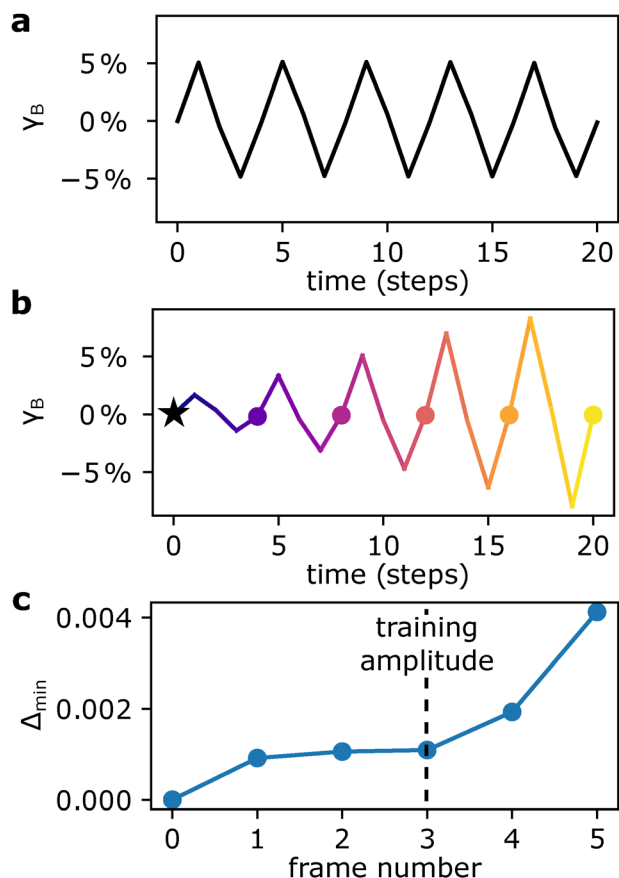 a
γB
5 %
0 %
−5 %
0 5 10 15 20
time (steps)
b
γB
5 %
0 %
−5 %
0 5 10 15 20
time (steps)
c
Δmin
0.004
0.002
0.000
training
amplitude
0 1 2 3 4 5
frame number